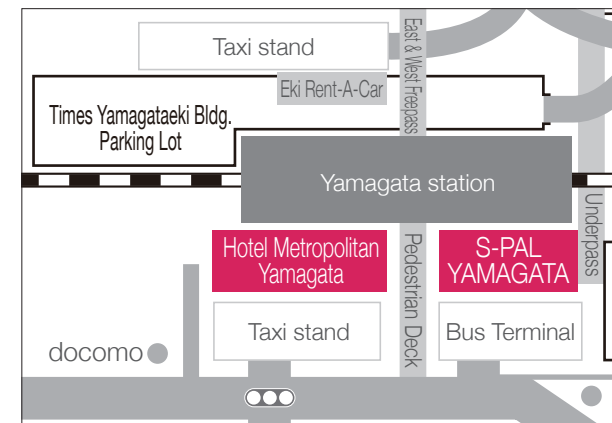 Taxi stand
East & West Freepass
Eki Rent-A-Car
Times Yamagataeki Bldg.
Parking Lot
Yamagata station
Underpass
Hotel Metropolitan
Yamagata
Pedestrian Deck
S-PAL
YAMAGATA
Taxi stand
Bus Terminal
docomo